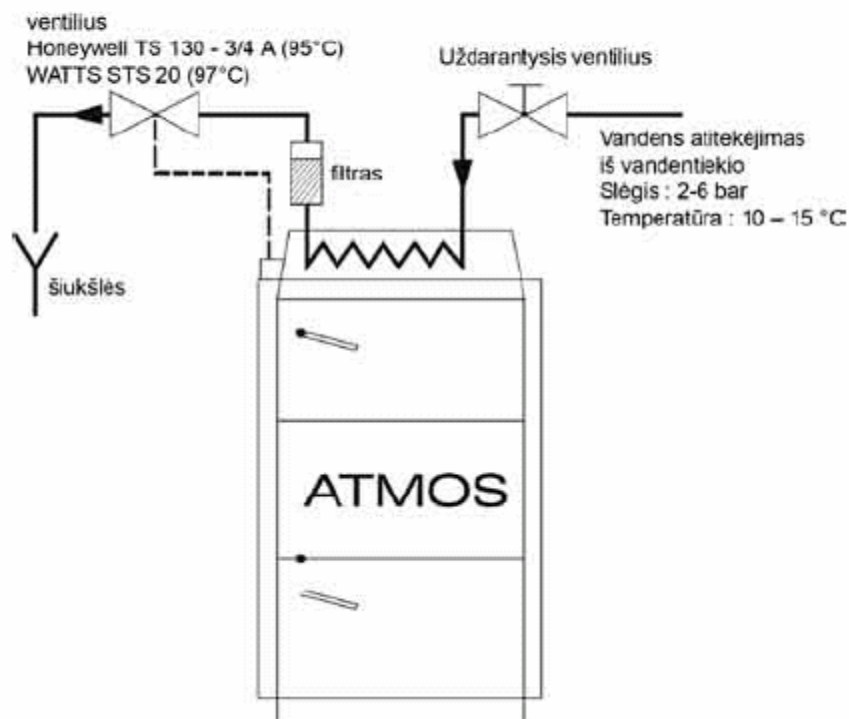 ventilius
Honeywell TS 130 - 3/4 A (95°C)
WATTS STS 20 (97°C)
Uždarantysis ventilius
Vandens atitekėjimas
iš vandentiekio
Slėgis : 2-6 bar
Temperatūra : 10 – 15 °C
filtras
šiukšlės
ATMOS